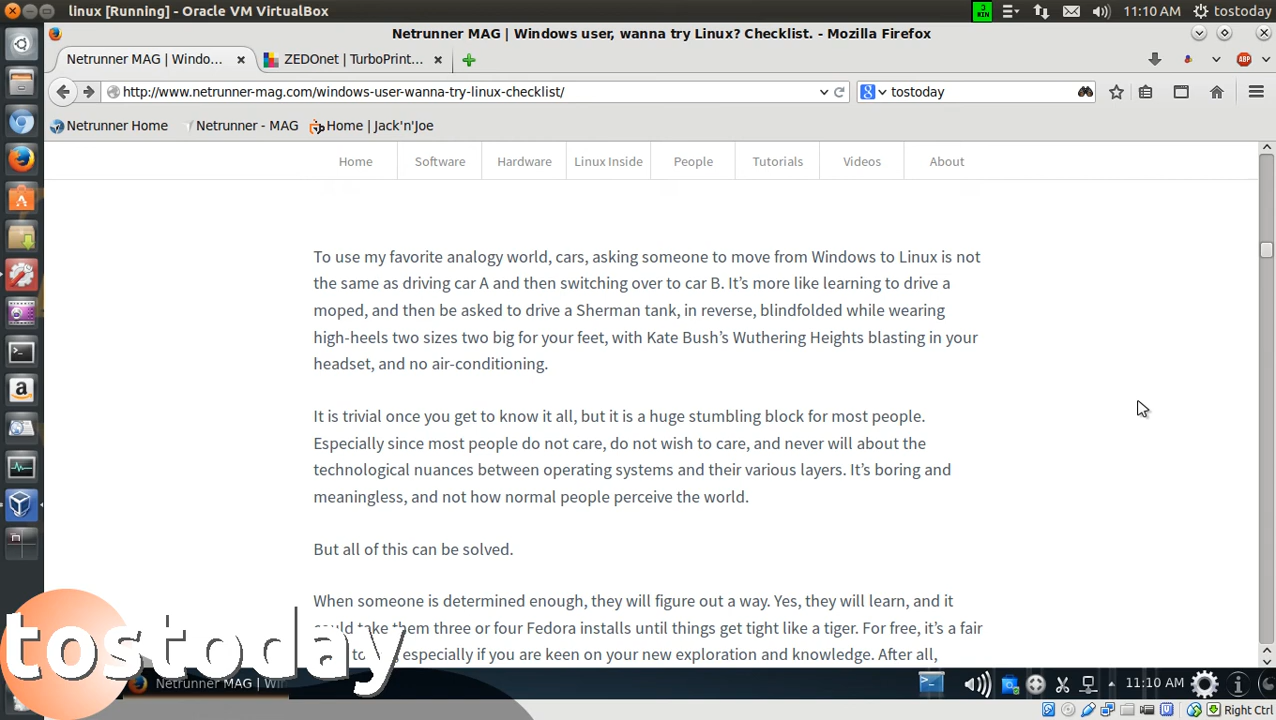 linux [Running] - Oracle VM VirtualBox
11:10 AM
tostoday
Netrunner MAG | Windows user, wanna try Linux? Checklist. - Mozilla Firefox
Netrunner MAG | Windo...
ZEDOnet | TurboPrint...
ABP
http://www.netrunner-mag.com/windows-user-wanna-try-linux-checklist/
tostoday
Netrunner Home
Netrunner - MAG
Home | Jack'n'Joe
Home
Software
Hardware
Linux Inside
People
Tutorials
Videos
About
To use my favorite analogy world, cars, asking someone to move from Windows to Linux is not
the same as driving car A and then switching over to car B. It's more like learning to drive a
moped, and then be asked to drive a Sherman tank, in reverse, blindfolded while wearing
high-heels two sizes two big for your feet, with Kate Bush's Wuthering Heights blasting in your
headset, and no air-conditioning.
It is trivial once you get to know it all, but it is a huge stumbling block for most people.
Especially since most people do not care, do not wish to care, and never will about the
technological nuances between operating systems and their various layers. It's boring and
meaningless, and not how normal people perceive the world.
But all of this can be solved.
When someone is determined enough, they will figure out a way. Yes, they will learn, and it
could take them three or four Fedora installs until things get tight like a tiger. For free, it's a fair
especially if you are keen on your new exploration and knowledge. After all,
tostoday
Netrunner MAG | Wi
11:10 AM
Right Ctrl